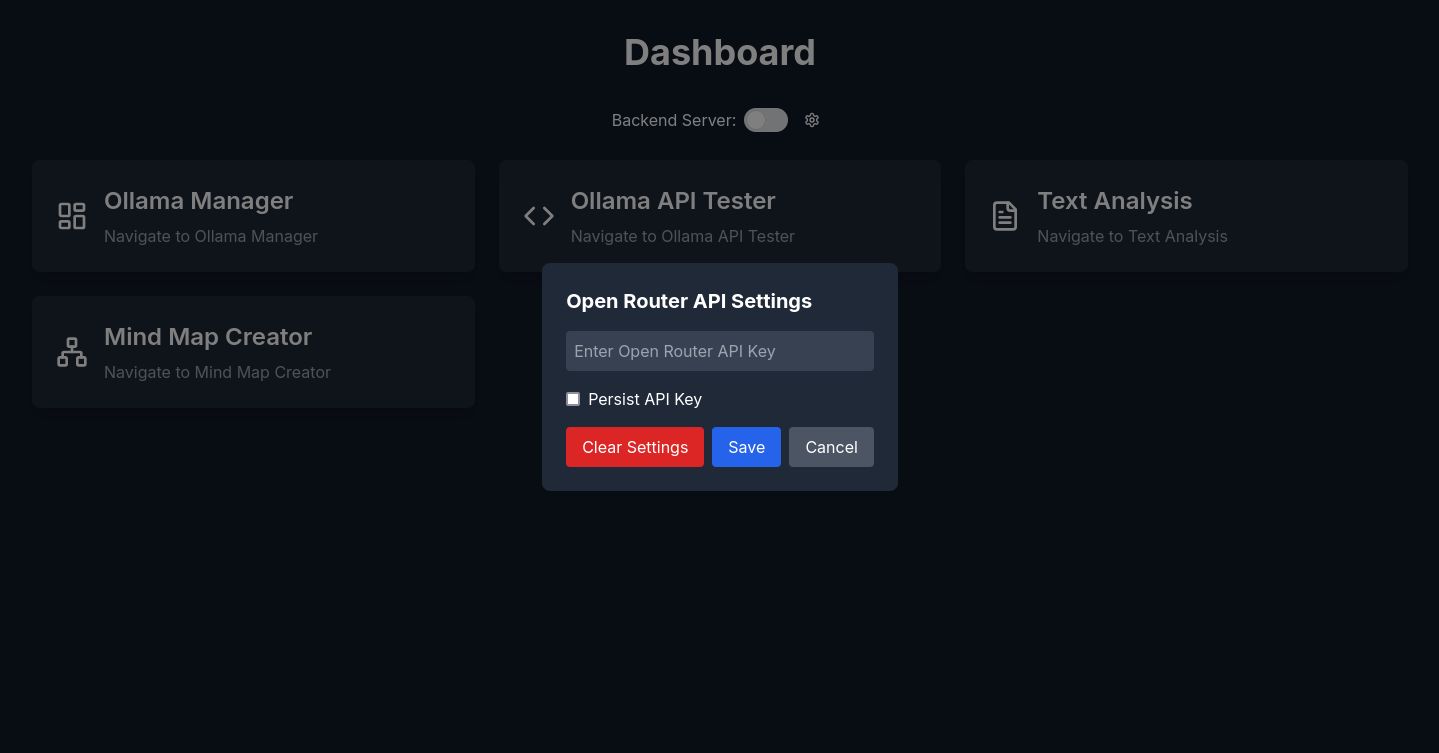 Dashboard
Backend Server:
Ollama Manager
Navigate to Ollama Manager
Ollama API Tester
Navigate to Ollama API Tester
Text Analysis
Navigate to Text Analysis
Mind Map Creator
Navigate to Mind Map Creator
Open Router API Settings
Enter Open Router API Key
Persist API Key
Clear Settings
Save
Cancel